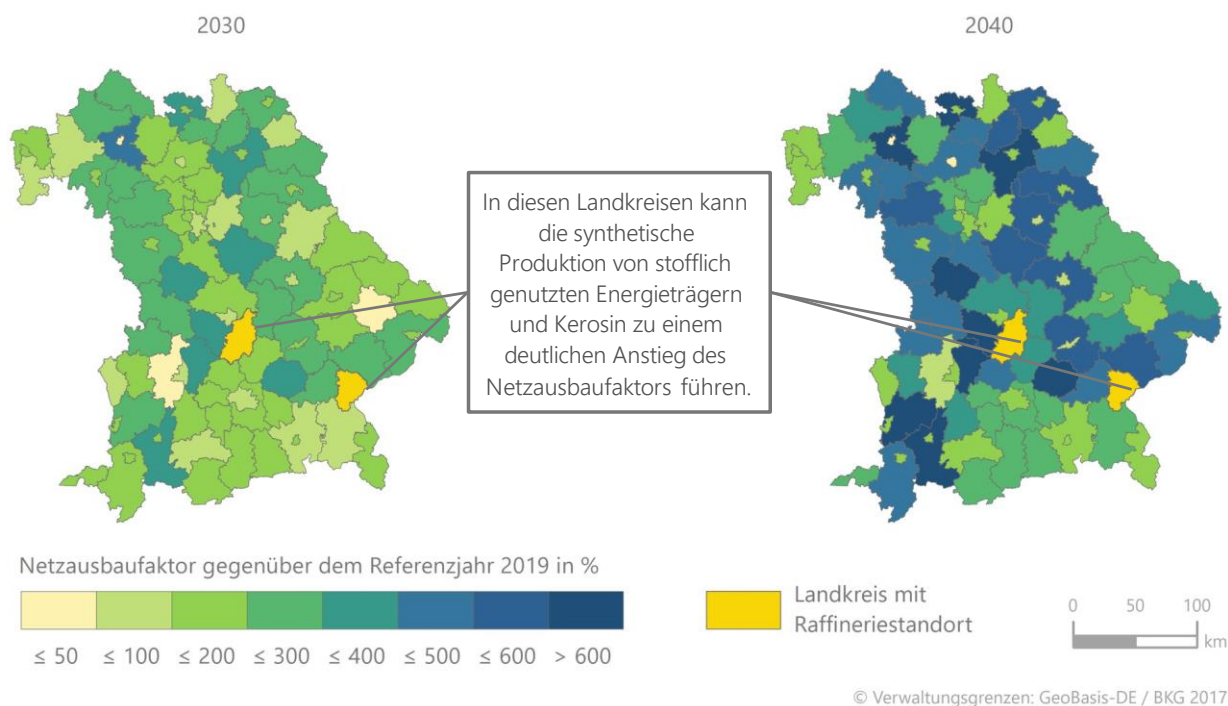 2030
2040
In diesen Landkreisen kann
die synthetische
Produktion von stofflich
genutzten Energieträgern
und Kerosin zu einem
deutlichen Anstieg des
Netzausbaufaktors führen.
Netzausbaufaktor gegenüber dem Referenzjahr 2019 in %
≤ 50 ≤ 100 ≤ 200 ≤ 300 ≤ 400 ≤ 500 ≤ 600 > 600
Landkreis mit
Raffineriestandort
0 50 100
km
© Verwaltungsgrenzen: GeoBasis-DE / BKG 2017